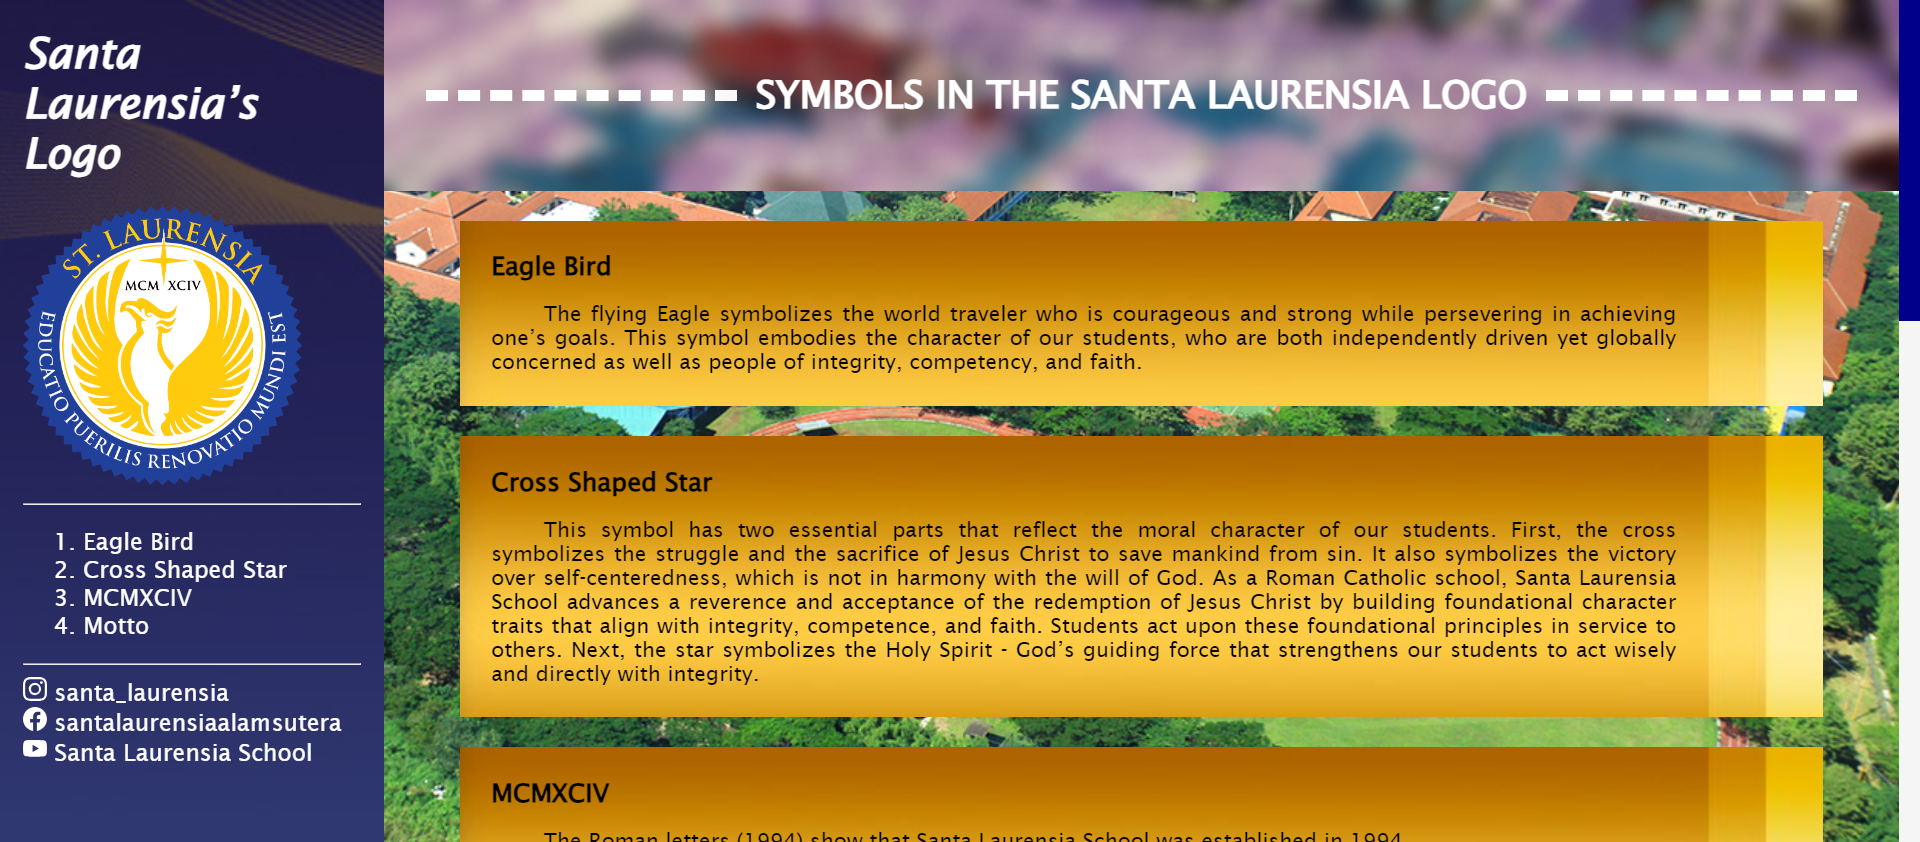 Santa
Laurensia’s
Logo
ST. LAURENSIA
MCM XCIV
EDUCATIO PUERILIS RENOVATIO MUNDI EST
1. Eagle Bird
2. Cross Shaped Star
3. MCMXCIV
4. Motto
santa_laurensia
santalaurensiaalamsutera
Santa Laurensia School
SYMBOLS IN THE SANTA LAURENSIA LOGO
Eagle Bird
The flying Eagle symbolizes the world traveler who is courageous and strong while persevering in achieving
one’s goals. This symbol embodies the character of our students, who are both independently driven yet globally
concerned as well as people of integrity, competency, and faith.
Cross Shaped Star
This symbol has two essential parts that reflect the moral character of our students. First, the cross
symbolizes the struggle and the sacrifice of Jesus Christ to save mankind from sin. It also symbolizes the victory
over self-centeredness, which is not in harmony with the will of God. As a Roman Catholic school, Santa Laurensia
School advances a reverence and acceptance of the redemption of Jesus Christ by building foundational character
traits that align with integrity, competence, and faith. Students act upon these foundational principles in service to
others. Next, the star symbolizes the Holy Spirit - God’s guiding force that strengthens our students to act wisely
and directly with integrity.
MCMXCIV
The Roman letters (1994) show that Santa Laurensia School was established in 1994.